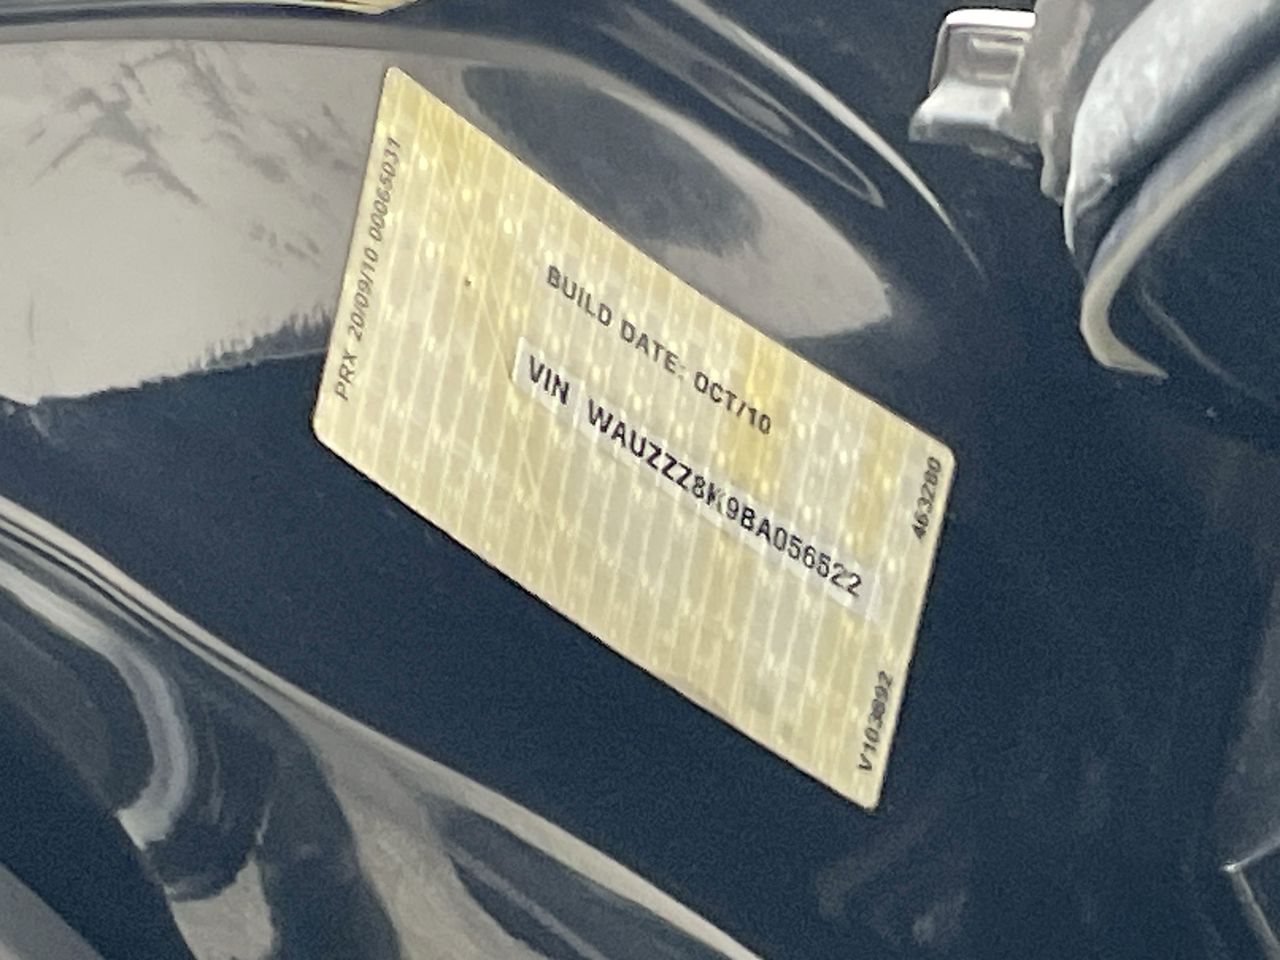 PRX 20/09/10 00065031
BUILD DATE: OCT/10
VIN WAUZZZ8K9BA056522
463280
V103892